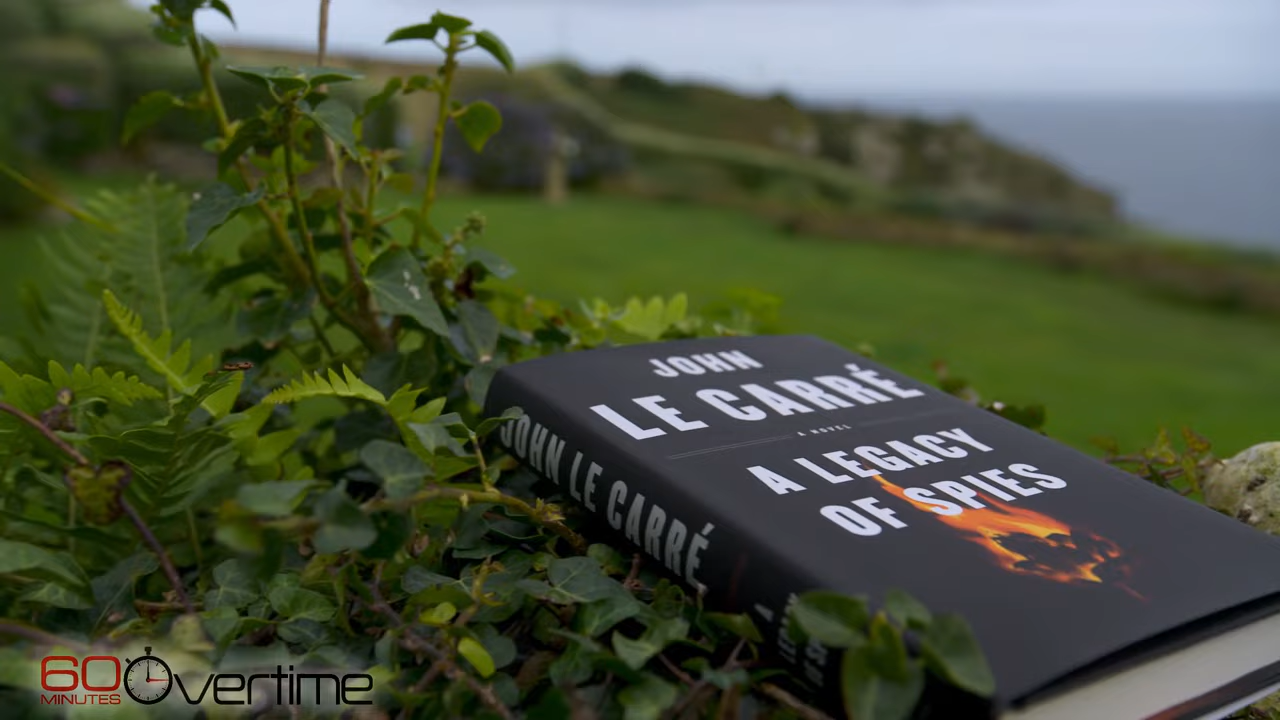 JOHN
LE CARRÉ
A NOVEL
A LEGACY
OF SPIES
JOHN LE CARRÉ
60 Overtime
MINUTES